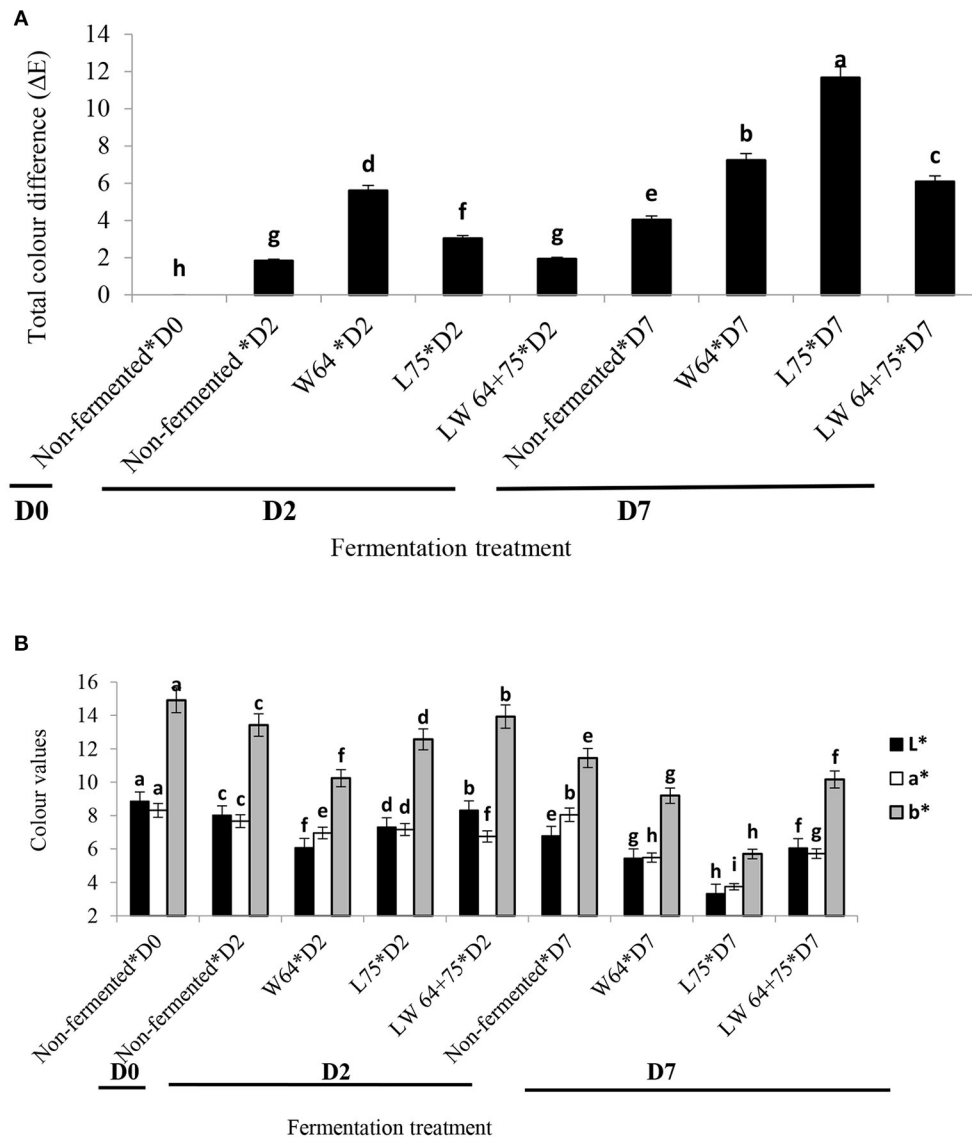 A
Total colour difference (ΔE)
14
12
10
8
6
4
2
0
h
g
d
f
g
e
b
a
c
Non-fermented*D0
Non-fermented *D2
W64 *D2
L75*D2
LW 64+75*D2
Non-fermented*D7
W64*D7
L75*D7
LW 64+75*D7
D0
D2
D7
Fermentation treatment
B
Colour values
16
14
12
10
8
6
4
2
a
a
a
c
c
c
f
e
f
d
d
d
b
f
b
e
b
e
g
h
g
h
i
h
f
g
f
L*
a*
b*
Non-fermented*D0
Non-fermented*D2
W64*D2
L75*D2
LW 64+75*D2
Non-fermented*D7
W64*D7
L75*D7
LW 64+75*D7
D0
D2
D7
Fermentation treatment